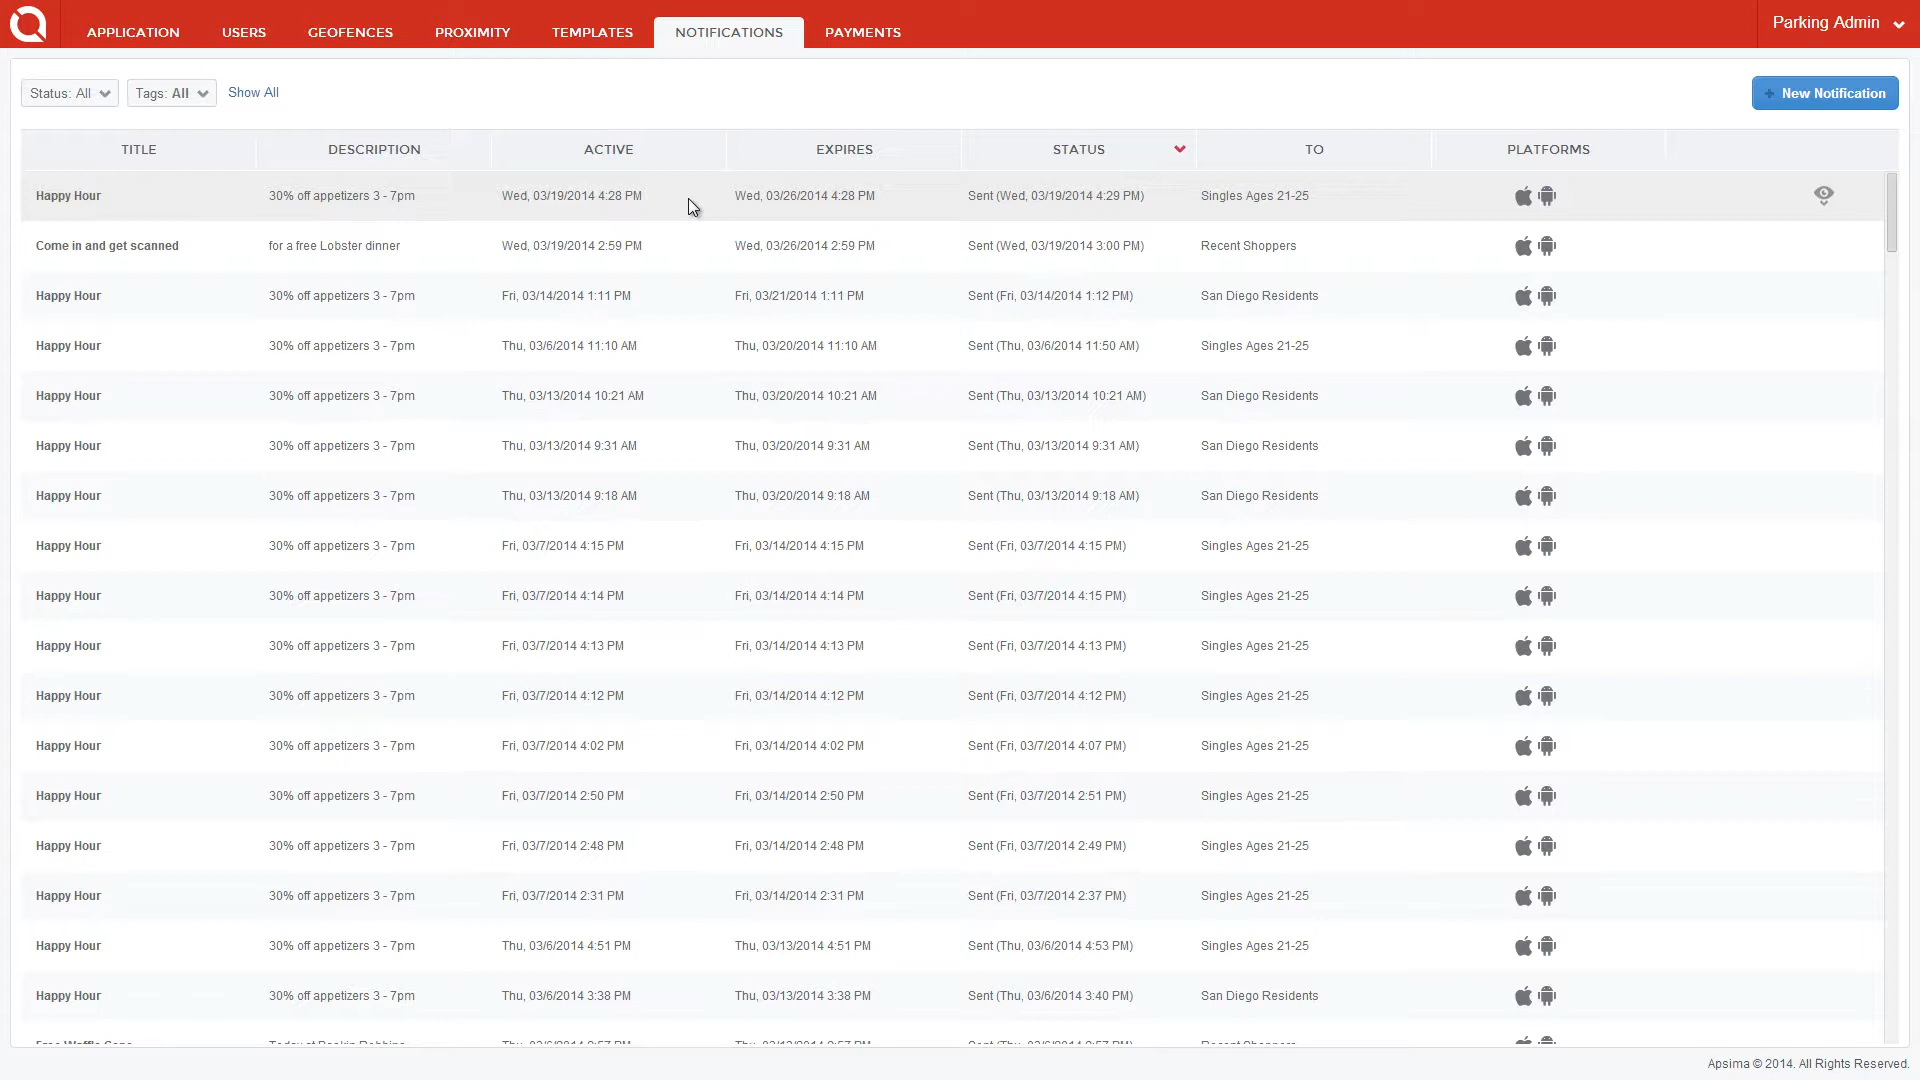 APPLICATION USERS GEOFENCES PROXIMITY TEMPLATES NOTIFICATIONS PAYMENTS Parking Admin
Status: All Tags: All Show All + New Notification
TITLE DESCRIPTION ACTIVE EXPIRES STATUS TO PLATFORMS
Happy Hour 30% off appetizers 3 - 7pm Wed, 03/19/2014 4:28 PM Wed, 03/26/2014 4:28 PM Sent (Wed, 03/19/2014 4:29 PM) Singles Ages 21-25
Come in and get scanned for a free Lobster dinner Wed, 03/19/2014 2:59 PM Wed, 03/26/2014 2:59 PM Sent (Wed, 03/19/2014 3:00 PM) Recent Shoppers
Happy Hour 30% off appetizers 3 - 7pm Fri, 03/14/2014 1:11 PM Fri, 03/21/2014 1:11 PM Sent (Fri, 03/14/2014 1:12 PM) San Diego Residents
Happy Hour 30% off appetizers 3 - 7pm Thu, 03/6/2014 11:10 AM Thu, 03/20/2014 11:10 AM Sent (Thu, 03/6/2014 11:50 AM) Singles Ages 21-25
Happy Hour 30% off appetizers 3 - 7pm Thu, 03/13/2014 10:21 AM Thu, 03/20/2014 10:21 AM Sent (Thu, 03/13/2014 10:21 AM) San Diego Residents
Happy Hour 30% off appetizers 3 - 7pm Thu, 03/13/2014 9:31 AM Thu, 03/20/2014 9:31 AM Sent (Thu, 03/13/2014 9:31 AM) San Diego Residents
Happy Hour 30% off appetizers 3 - 7pm Thu, 03/13/2014 9:18 AM Thu, 03/20/2014 9:18 AM Sent (Thu, 03/13/2014 9:18 AM) San Diego Residents
Happy Hour 30% off appetizers 3 - 7pm Fri, 03/7/2014 4:15 PM Fri, 03/14/2014 4:15 PM Sent (Fri, 03/7/2014 4:15 PM) Singles Ages 21-25
Happy Hour 30% off appetizers 3 - 7pm Fri, 03/7/2014 4:14 PM Fri, 03/14/2014 4:14 PM Sent (Fri, 03/7/2014 4:15 PM) Singles Ages 21-25
Happy Hour 30% off appetizers 3 - 7pm Fri, 03/7/2014 4:13 PM Fri, 03/14/2014 4:13 PM Sent (Fri, 03/7/2014 4:13 PM) Singles Ages 21-25
Happy Hour 30% off appetizers 3 - 7pm Fri, 03/7/2014 4:12 PM Fri, 03/14/2014 4:12 PM Sent (Fri, 03/7/2014 4:12 PM) Singles Ages 21-25
Happy Hour 30% off appetizers 3 - 7pm Fri, 03/7/2014 4:02 PM Fri, 03/14/2014 4:02 PM Sent (Fri, 03/7/2014 4:07 PM) Singles Ages 21-25
Happy Hour 30% off appetizers 3 - 7pm Fri, 03/7/2014 2:50 PM Fri, 03/14/2014 2:50 PM Sent (Fri, 03/7/2014 2:51 PM) Singles Ages 21-25
Happy Hour 30% off appetizers 3 - 7pm Fri, 03/7/2014 2:48 PM Fri, 03/14/2014 2:48 PM Sent (Fri, 03/7/2014 2:49 PM) Singles Ages 21-25
Happy Hour 30% off appetizers 3 - 7pm Fri, 03/7/2014 2:31 PM Fri, 03/14/2014 2:31 PM Sent (Fri, 03/7/2014 2:37 PM) Singles Ages 21-25
Happy Hour 30% off appetizers 3 - 7pm Thu, 03/6/2014 4:51 PM Thu, 03/13/2014 4:51 PM Sent (Thu, 03/6/2014 4:53 PM) Singles Ages 21-25
Happy Hour 30% off appetizers 3 - 7pm Thu, 03/6/2014 3:38 PM Thu, 03/13/2014 3:38 PM Sent (Thu, 03/6/2014 3:40 PM) San Diego Residents
Apsima © 2014. All Rights Reserved.